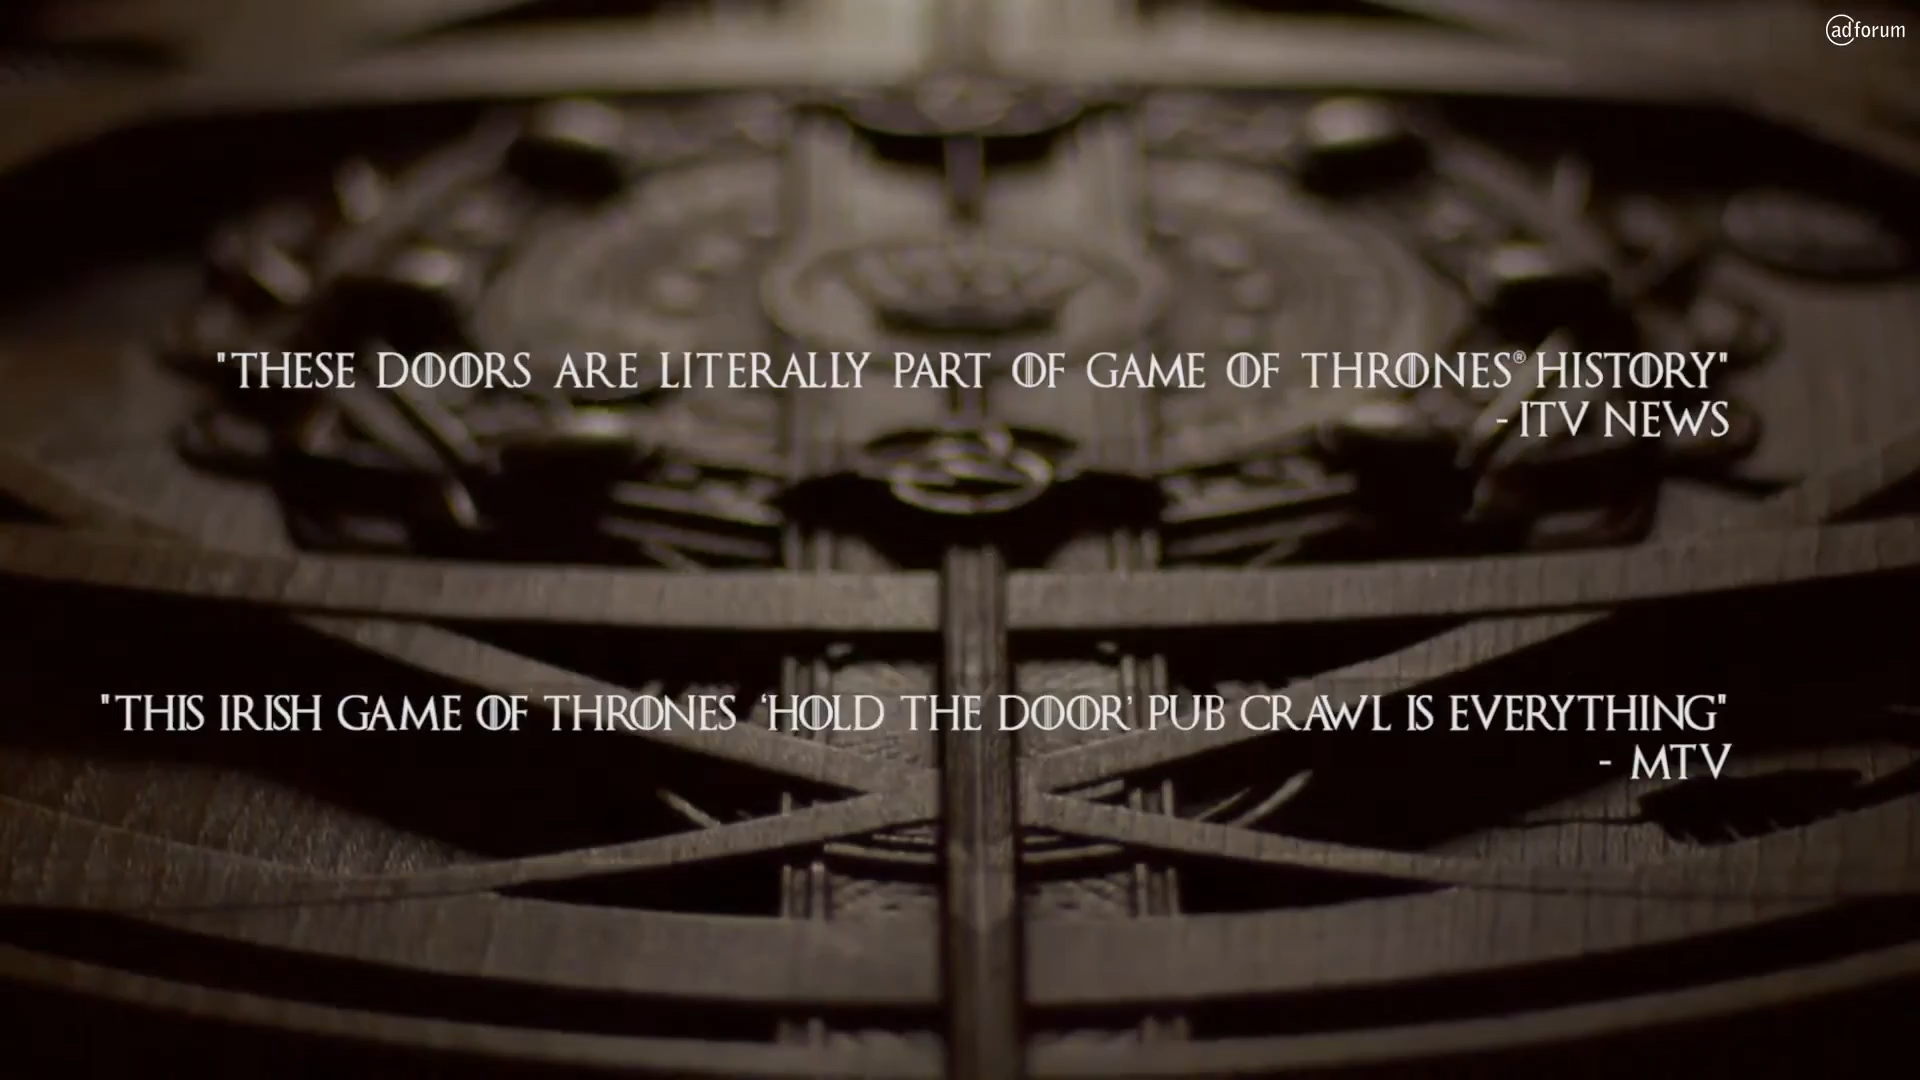 adforum
"THESE DOORS ARE LITERALLY PART OF GAME OF THRONES® HISTORY"
- ITV NEWS
"THIS IRISH GAME OF THRONES ‘HOLD THE DOOR’ PUB CRAWL IS EVERYTHING"
- MTV